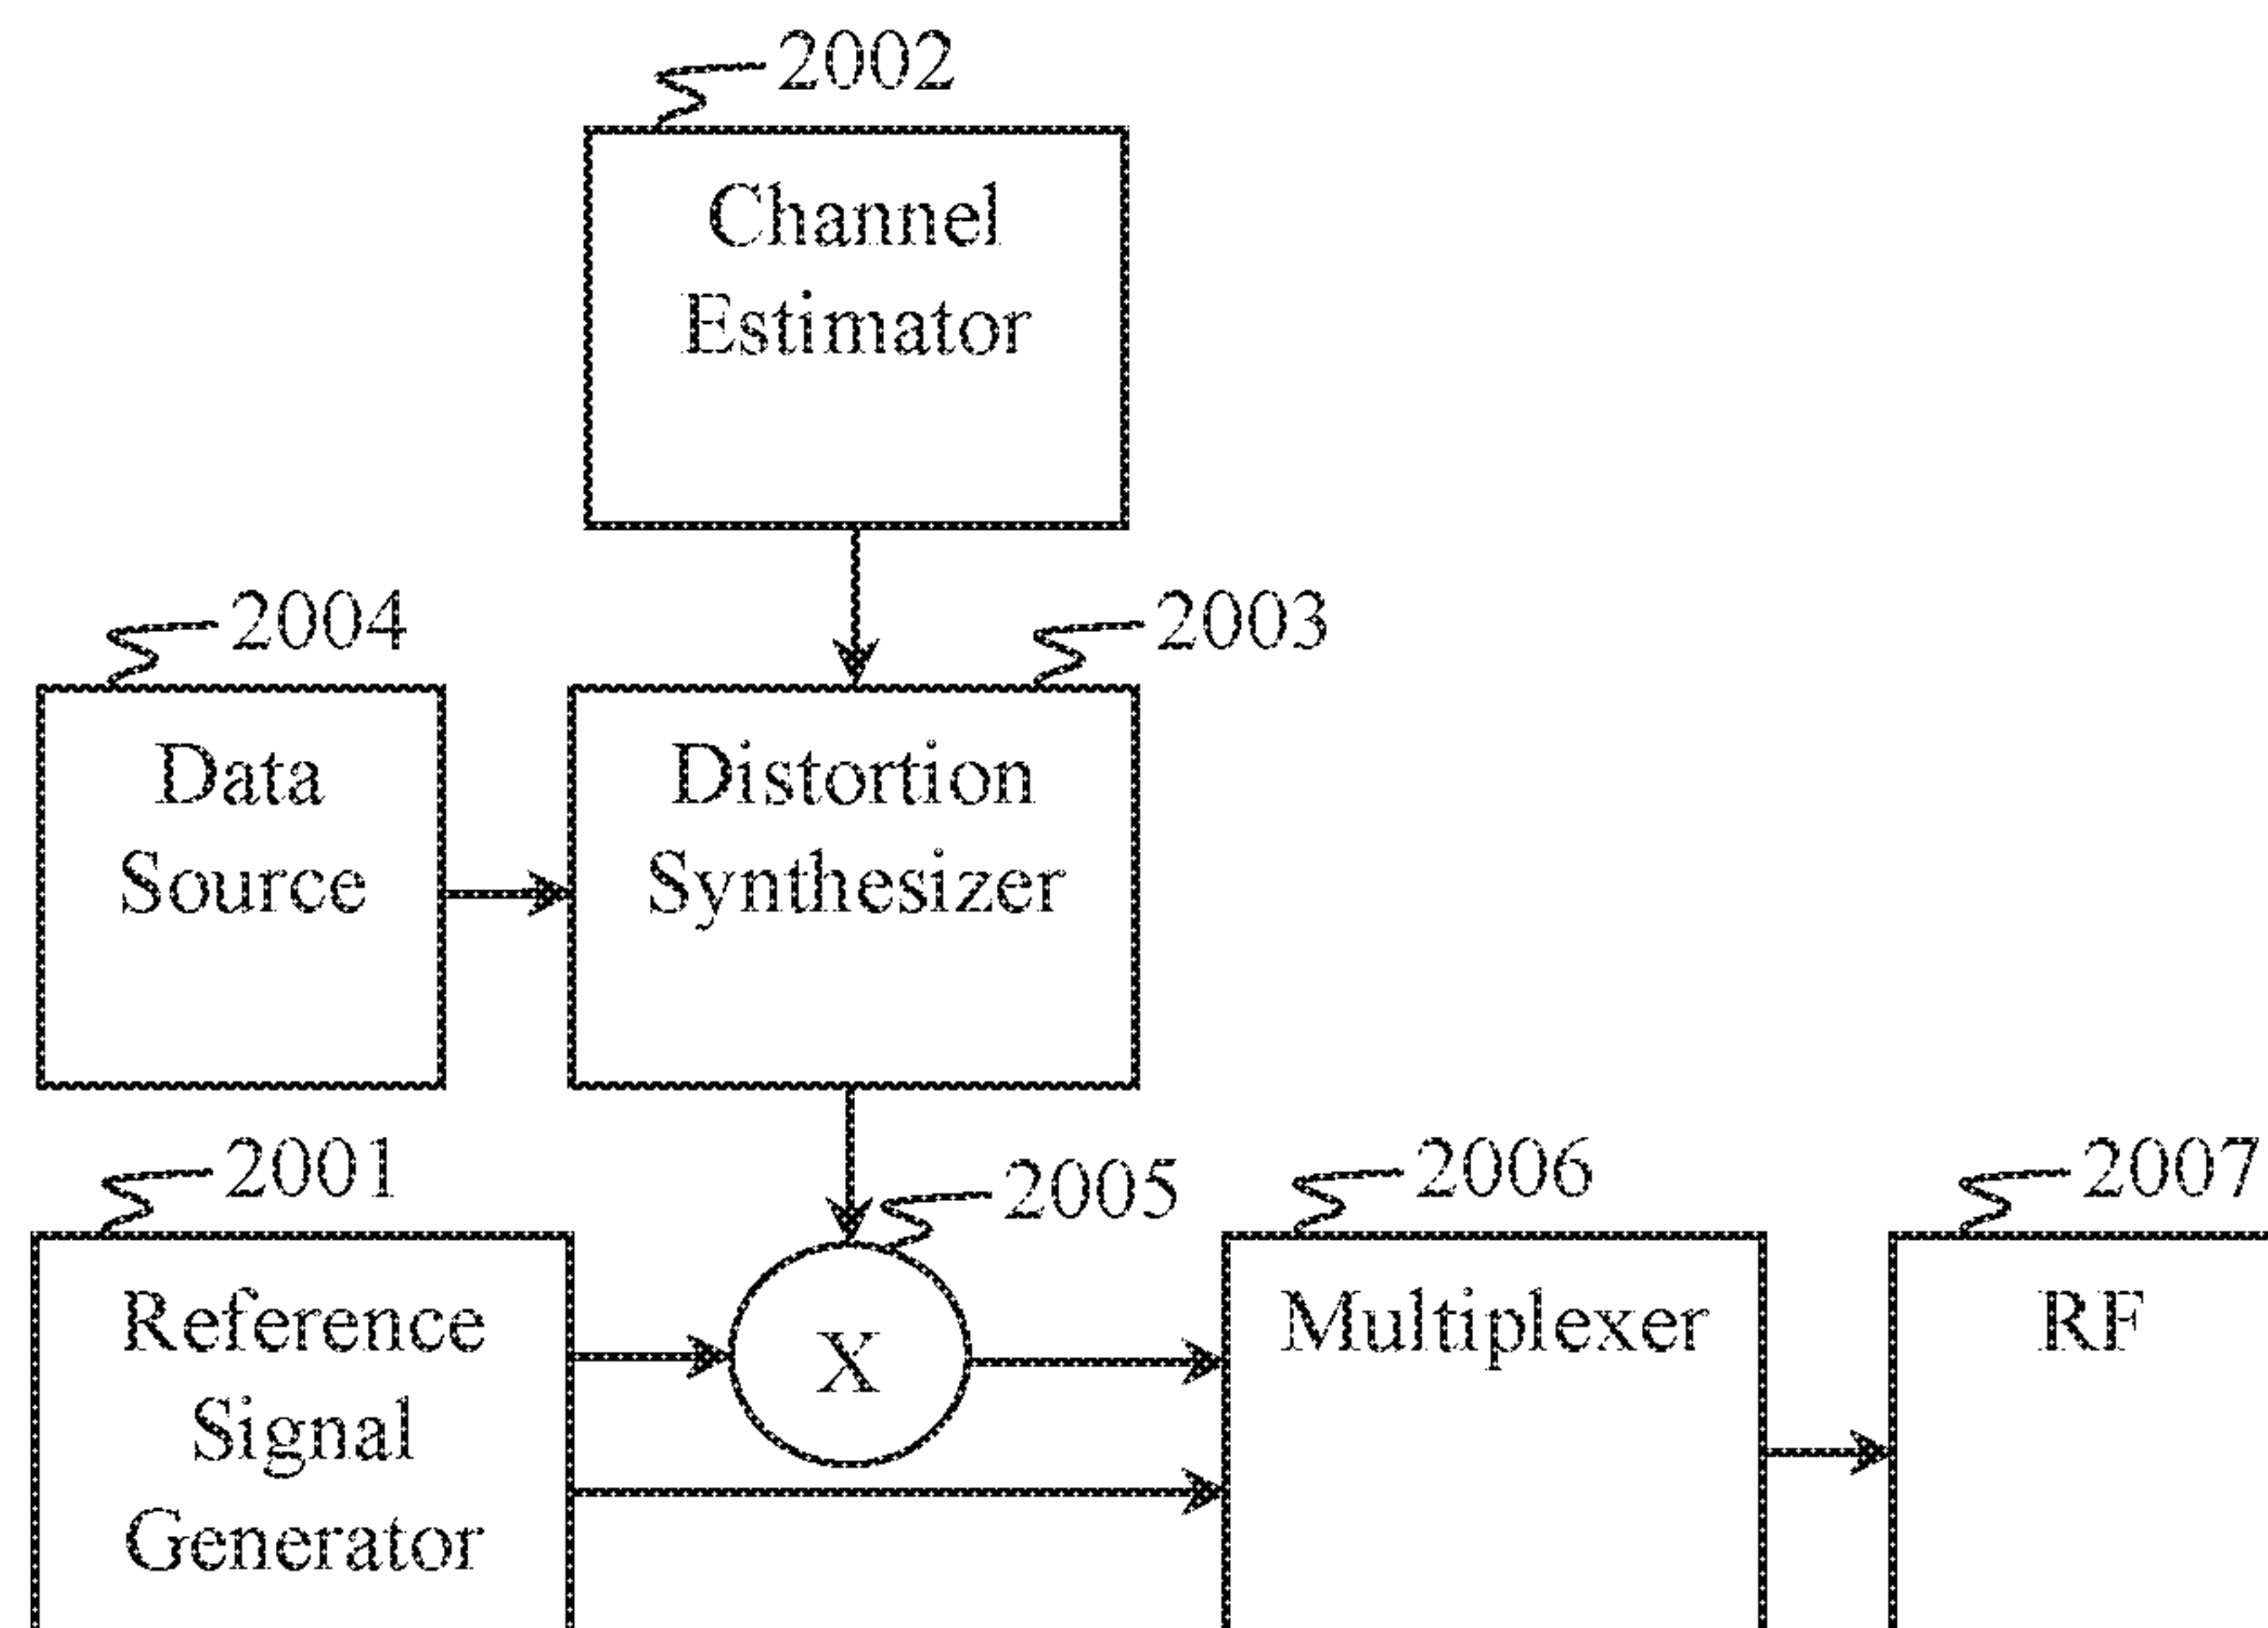 2002
Channel
Estimator
2004
2003
Data
Source
Distortion
Synthesizer
2001
2005
2006
2007
Reference
Signal
Generator
X
Multiplexer
RF